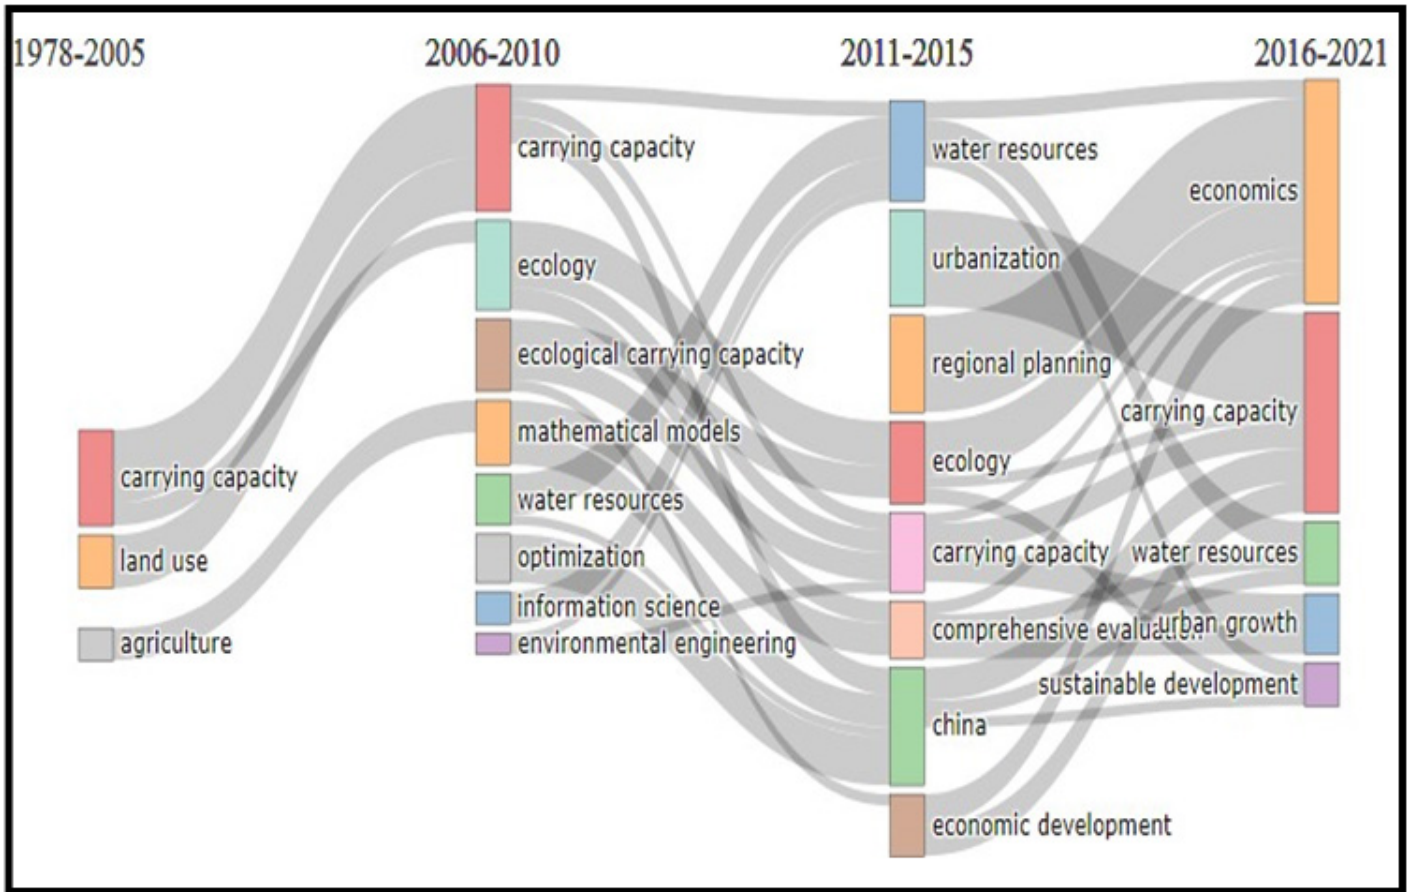 1978-2005
2006-2010
2011-2015
2016-2021
carrying capacity
land use
agriculture
carrying capacity
ecology
ecological carrying capacity
mathematical models
water resources
optimization
information science
environmental engineering
water resources
urbanization
regional planning
ecology
carrying capacity
comprehensive evaluation
china
economic development
economics
carrying capacity
water resources
urban growth
sustainable development